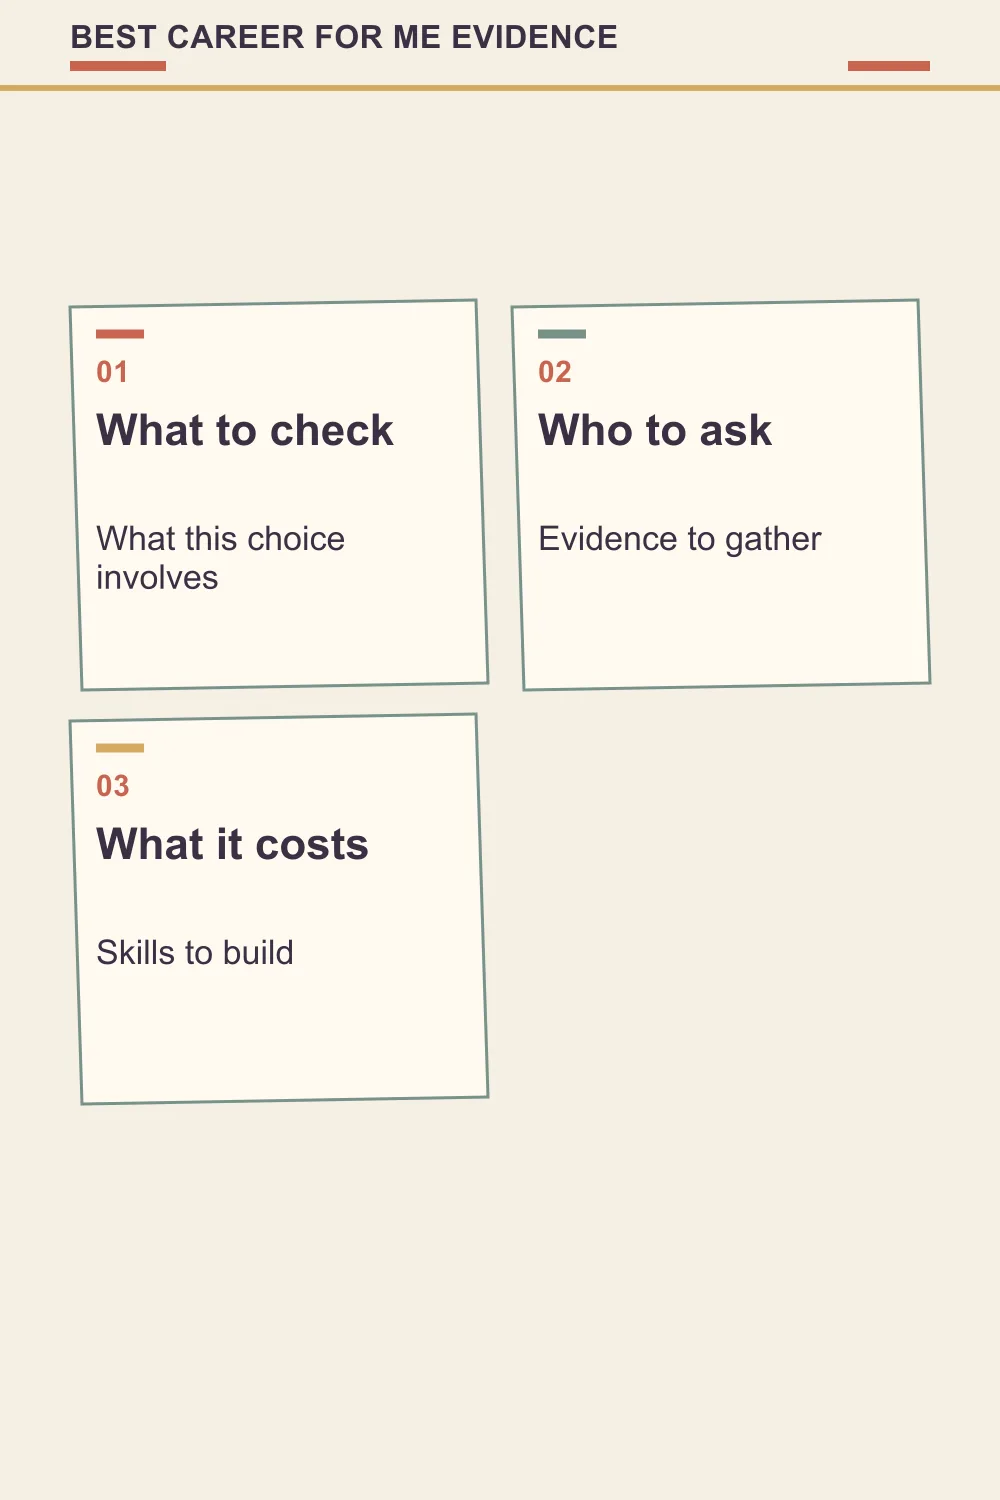 BEST CAREER FOR ME EVIDENCE
01
What to check
What this choice
involves
02
Who to ask
Evidence to gather
03
What it costs
Skills to build